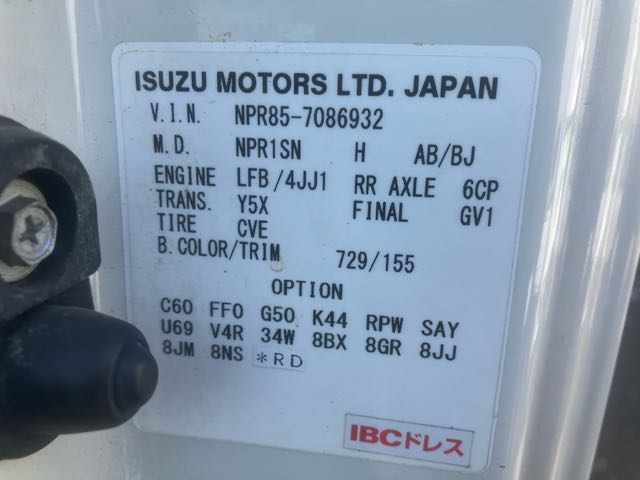 ISUZU MOTORS LTD. JAPAN
V.I.N. NPR85-7086932
M.D. NPR1SN H AB/BJ
ENGINE LFB/4JJ1 RR AXLE 6CP
TRANS. Y5X FINAL GV1
TIRE CVE
B.COLOR/TRIM 729/155
OPTION
C60 FF0 G50 K44 RPW SAY
U69 V4R 34W 8BX 8GR 8JJ
8JM 8NS *RD
IBCドレス